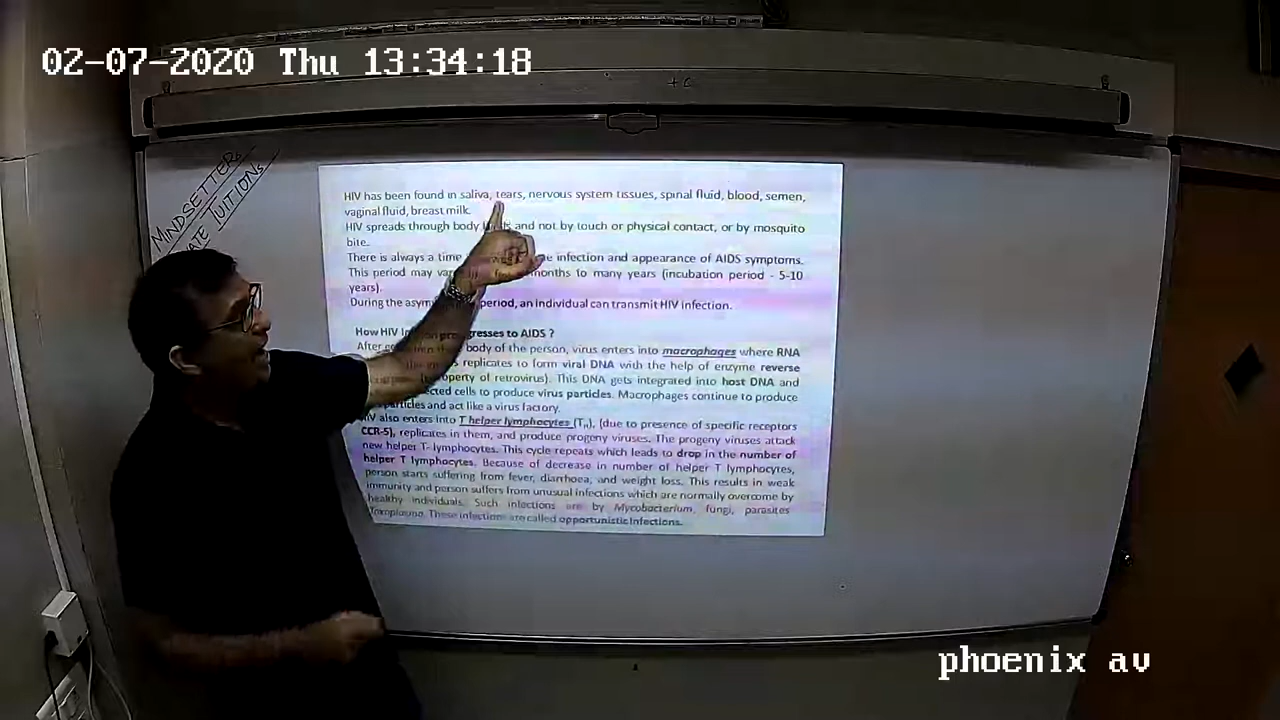 02-07-2020 Thu 13:34:18
+C
MINDSETTER
TUITIONS
HIV has been found in saliva, tears, nervous system tissues, spinal fluid, blood, semen,
vaginal fluid, breast milk.
HIV spreads through body and not by touch or physical contact, or by mosquito
bite.
There is always a time infection and appearance of AIDS symptoms.
This period may months to many years (incubation period - 5-10
years).
During the period, an individual can transmit HIV infection.
How HIV progresses to AIDS ?
After body of the person, virus enters into macrophages where RNA
replicates to form viral DNA with the help of enzyme reverse
of retrovirus). This DNA gets integrated into host DNA and
cells to produce virus particles. Macrophages continue to produce
particles and act like a virus factory.
HIV also enters into T helper lymphocytes (TH), (due to presence of specific receptors
CCR-5), replicates in them, and produce progeny viruses. The progeny viruses attack
new helper T- lymphocytes. This cycle repeats which leads to drop in the number of
helper T lymphocytes. Because of decrease in number of helper T lymphocytes,
person starts suffering from fever, diarrhoea, and weight loss. This results in weak
immunity and person suffers from unusual infections which are normally overcome by
healthy individuals. Such infections are by Mycobacterium, fungi, parasites
Toxoplasma. These infections are called opportunistic infections.
phoenix av